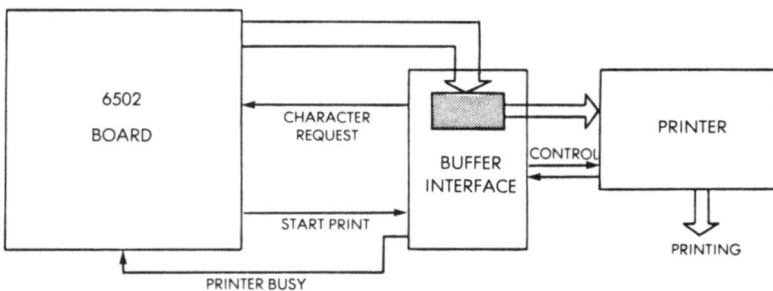 6502
BOARD
CHARACTER
REQUEST
START PRINT
PRINTER BUSY
BUFFER
INTERFACE
CONTROL
PRINTER
PRINTING